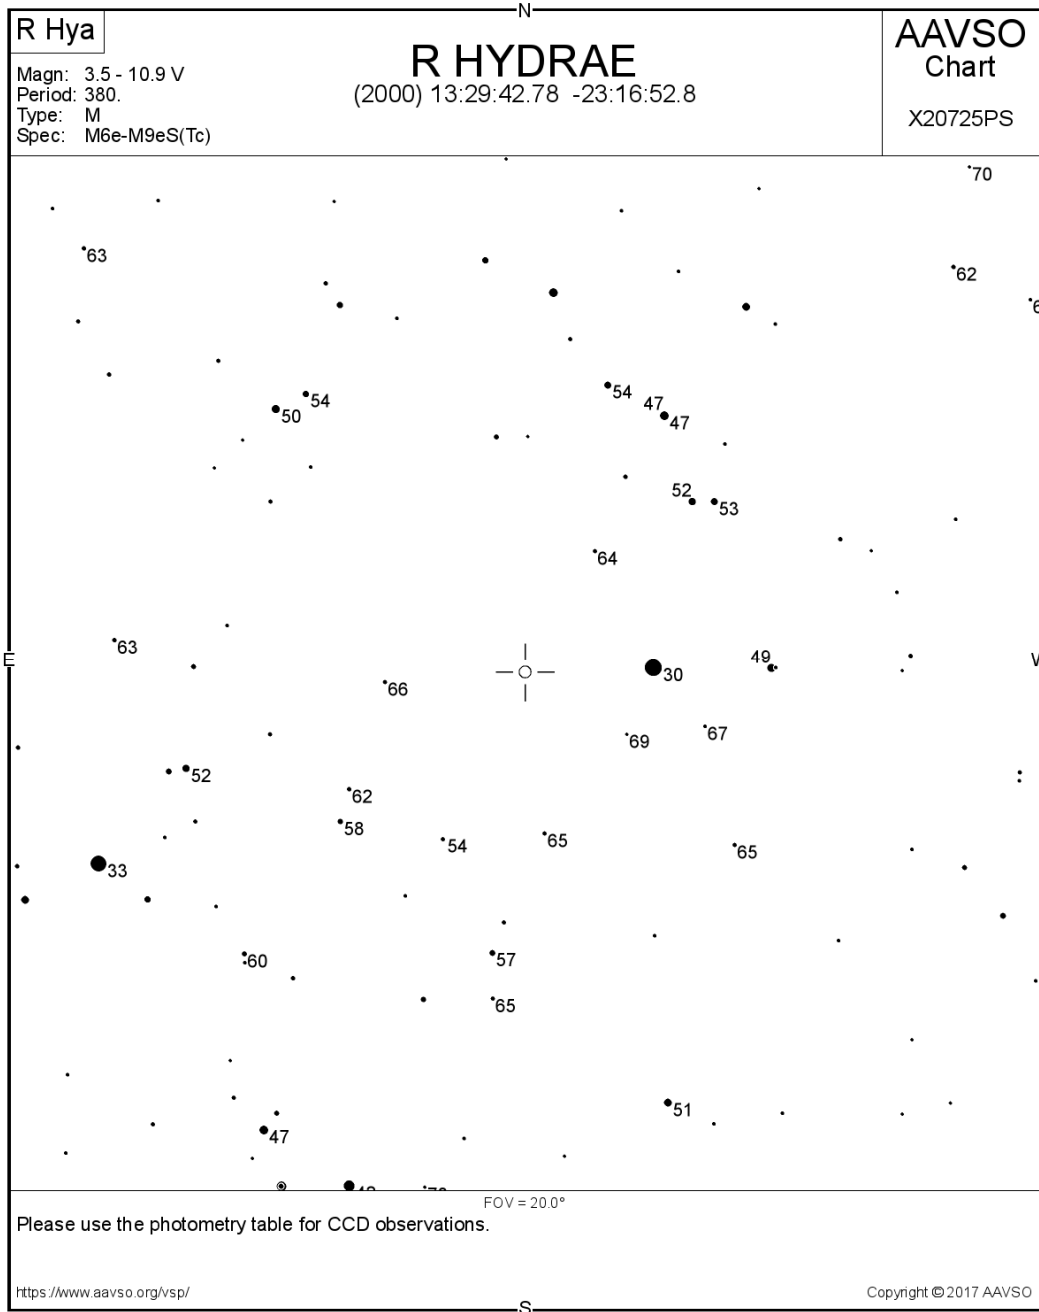 N
R Hya
R HYDRAE
(2000) 13:29:42.78 -23:16:52.8
Magn: 3.5 - 10.9 V
Period: 380.
Type: M
Spec: M6e-M9eS(Tc)
AAVSO
Chart
X20725PS
70
63
62
54
50
54
47
47
52
53
64
63
E
49
30
66
67
69
52
62
58
54
65
65
33
60
57
65
51
47
FOV = 20.0°
Please use the photometry table for CCD observations.
https://www.aavso.org/vsp/
Copyright © 2017 AAVSO
S